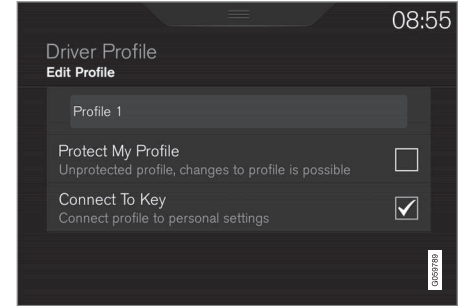 08:55
Driver Profile
Edit Profile
Profile 1
Protect My Profile
Unprotected profile, changes to profile is possible
Connect To Key
Connect profile to personal settings
G059789